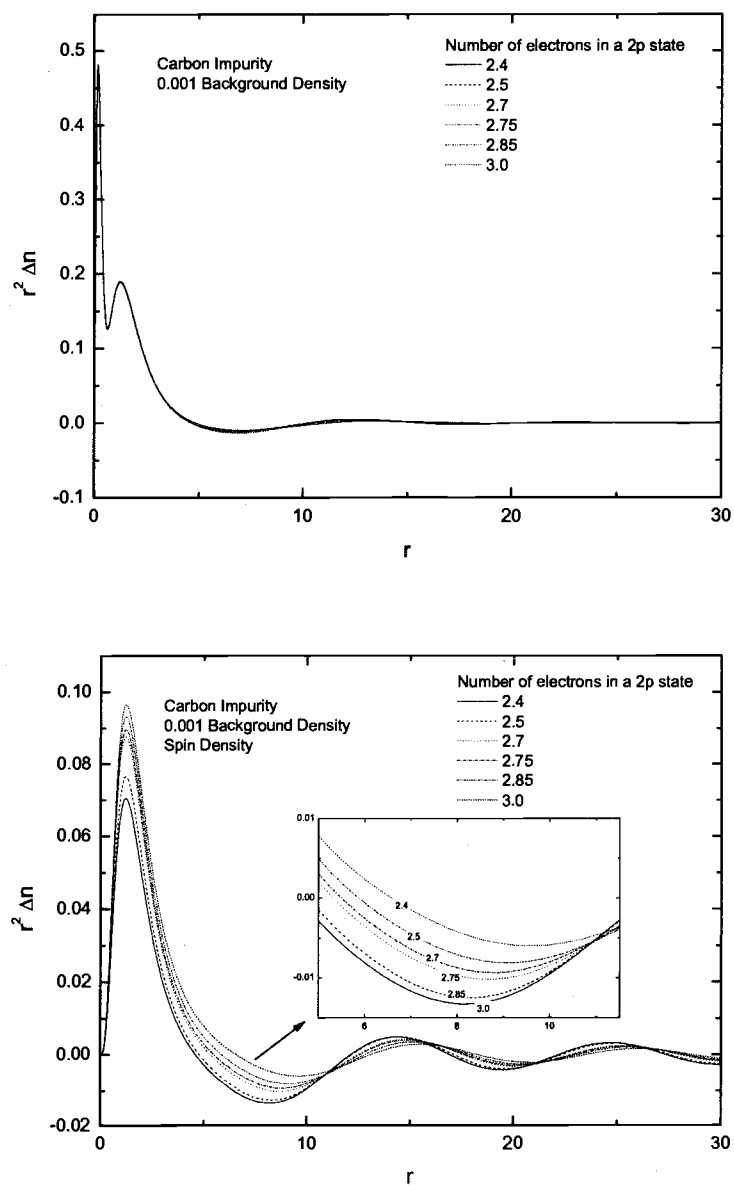 Carbon Impurity
0.001 Background Density
Number of electrons in a 2p state
2.4
2.5
2.7
2.75
2.85
3.0
0.5
0.4
0.3
0.2
0.1
0.0
-0.1
r² Δn
0 10 20 30
r
Carbon Impurity
0.001 Background Density
Spin Density
Number of electrons in a 2p state
2.4
2.5
2.7
2.75
2.85
3.0
0.10
0.08
0.06
0.04
0.02
0.00
-0.02
r² Δn
0.01
0.00
-0.01
2.4
2.5
2.7
2.75
2.85
3.0
6 8 10
0 10 20 30
r